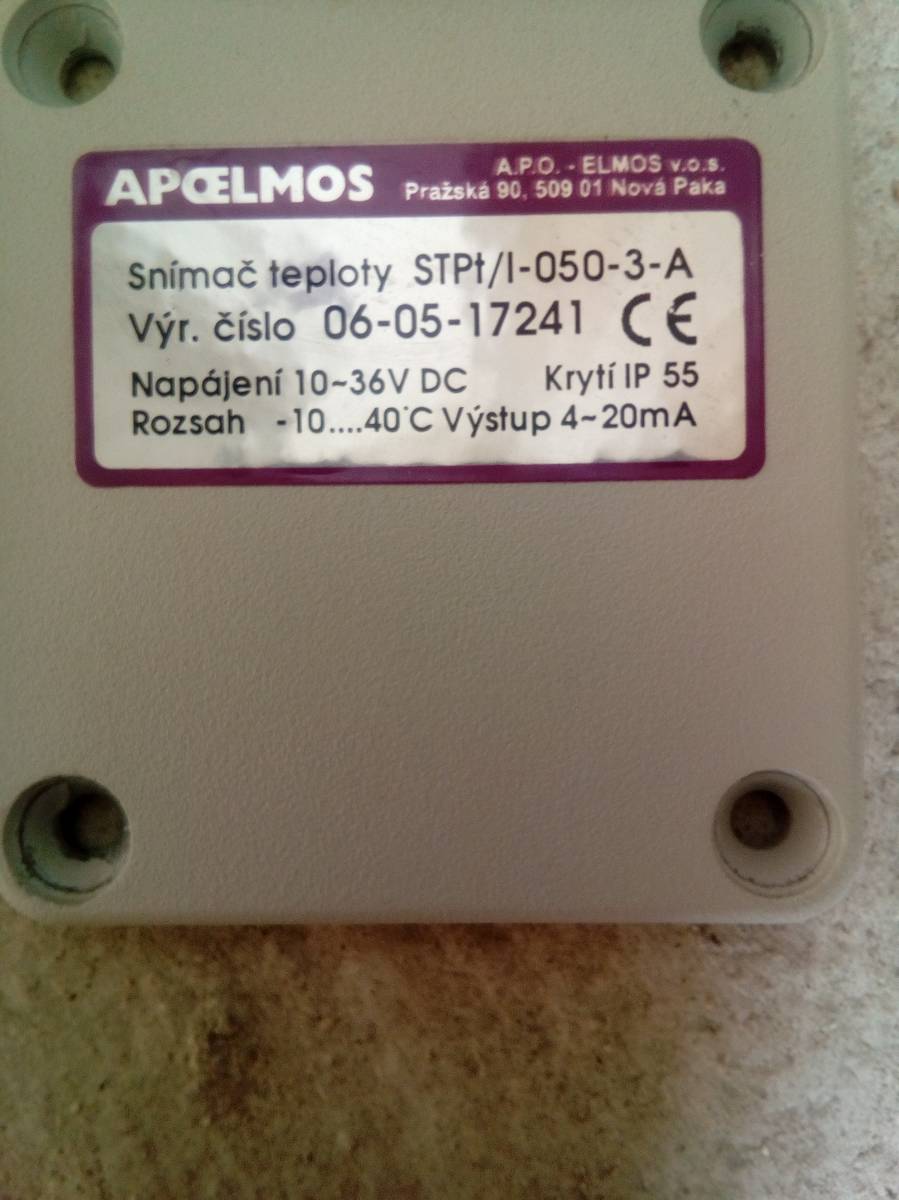 APOELMOS
A.P.O. - ELMOS v.o.s.
Pražská 90, 509 01 Nová Paka
Snímač teploty STPt/I-050-3-A
Výr. číslo 06-05-17241 CE
Napájení 10~36V DC Krytí IP 55
Rozsah -10....40°C Výstup 4~20mA